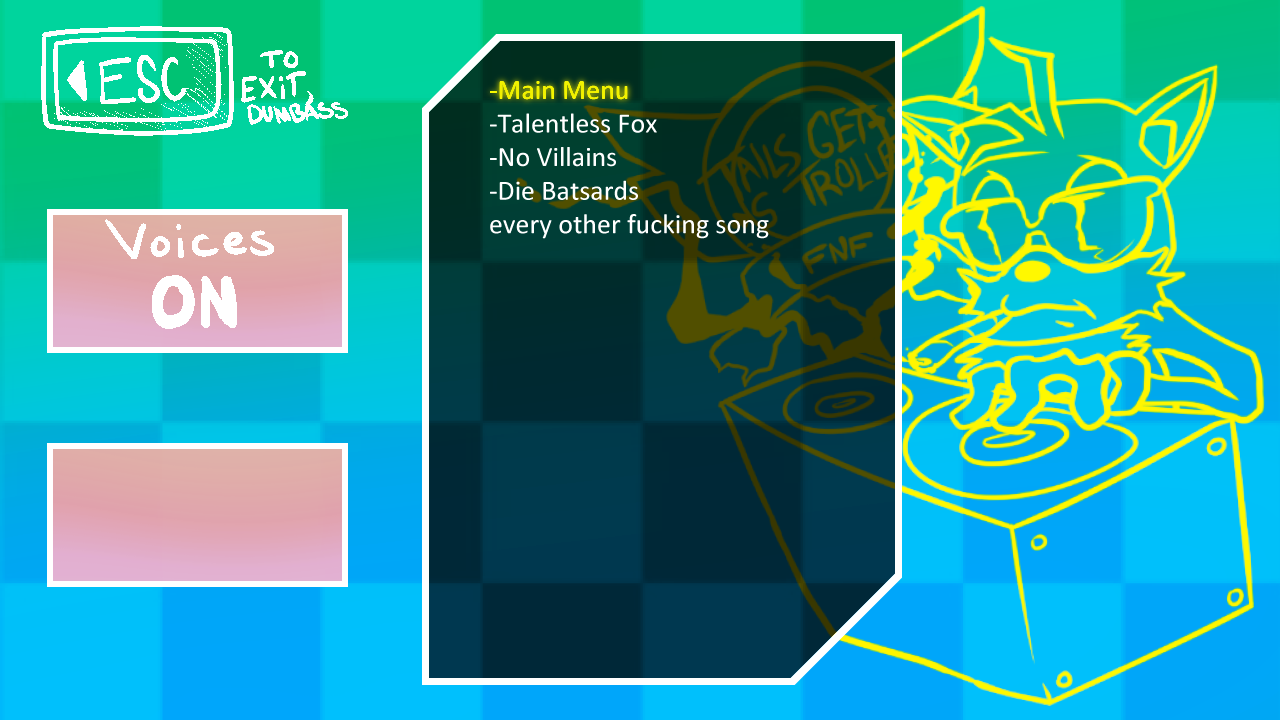 ESC
TO
EXIT
DUMBASS
Voices
ON
-Main Menu
-Talentless Fox
-No Villains
-Die Batsards
every other fucking song
TAILS GETS
TROLLED
FNF